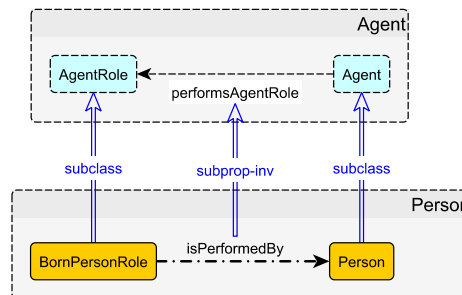 Agent
AgentRole
Agent
performsAgentRole
subclass
subprop-inv
subclass
Person
isPerformedBy
BornPersonRole
Person